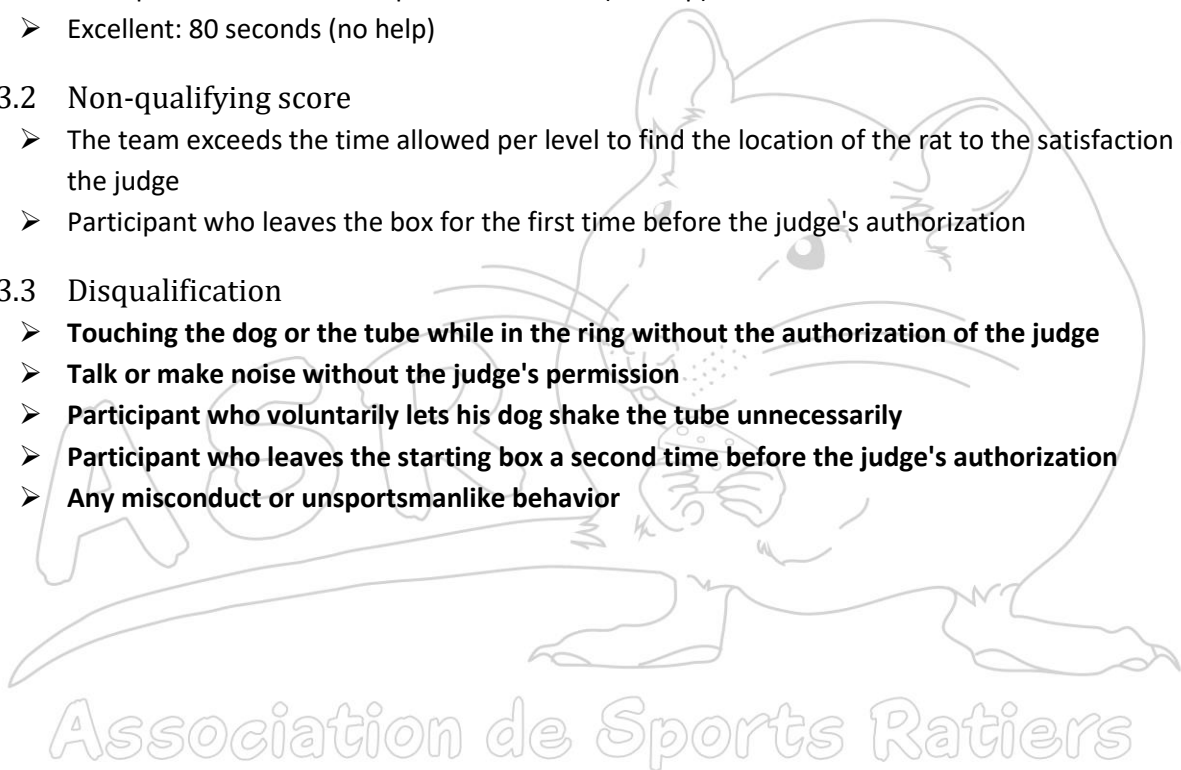 ➢ Excellent: 80 seconds (no help)
3.2 Non-qualifying score
➢ The team exceeds the time allowed per level to find the location of the rat to the satisfaction
the judge
➢ Participant who leaves the box for the first time before the judge's authorization
3.3 Disqualification
➢ Touching the dog or the tube while in the ring without the authorization of the judge
➢ Talk or make noise without the judge's permission
➢ Participant who voluntarily lets his dog shake the tube unnecessarily
➢ Participant who leaves the starting box a second time before the judge's authorization
➢ Any misconduct or unsportsmanlike behavior
ASR
Association de Sports Ratiers